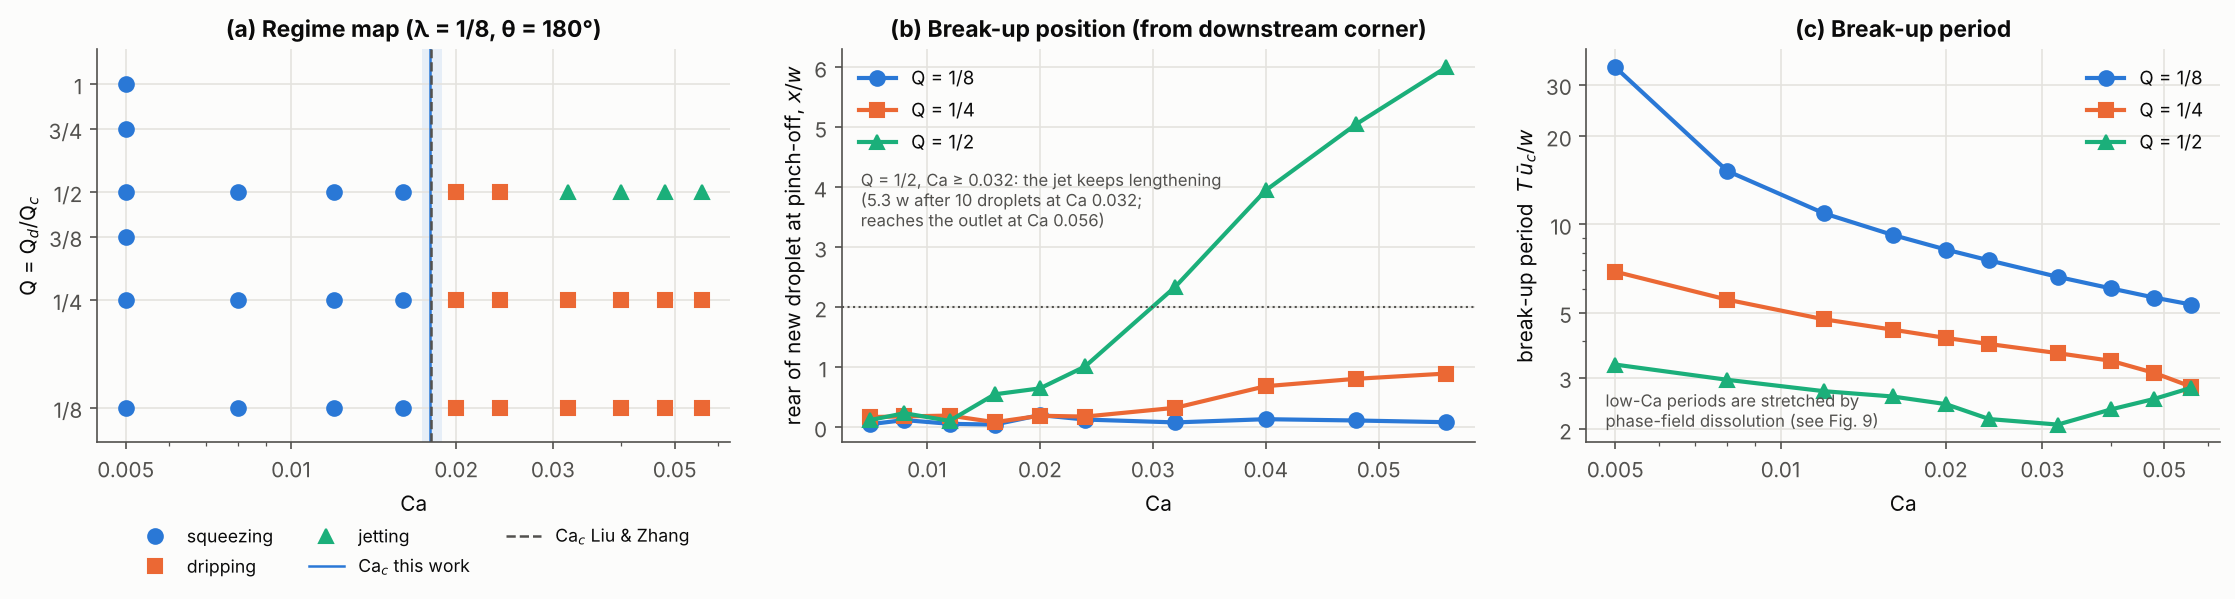 (a) Regime map (λ = 1/8, θ = 180°)
Q = Q_d/Q_c
1
3/4
1/2
3/8
1/4
1/8
0.005
0.01
0.02
0.03
0.05
Ca
squeezing
dripping
jetting
Ca_c this work
Ca_c Liu & Zhang
(b) Break-up position (from downstream corner)
rear of new droplet at pinch-off, x/w
6
5
4
3
2
1
0
Q = 1/8
Q = 1/4
Q = 1/2
Q = 1/2, Ca ≥ 0.032: the jet keeps lengthening
(5.3 w after 10 droplets at Ca 0.032;
reaches the outlet at Ca 0.056)
0.01
0.02
0.03
0.04
0.05
Ca
(c) Break-up period
break-up period T ū_c/w
30
20
10
5
3
2
Q = 1/8
Q = 1/4
Q = 1/2
low-Ca periods are stretched by
phase-field dissolution (see Fig. 9)
0.005
0.01
0.02
0.03
0.05
Ca